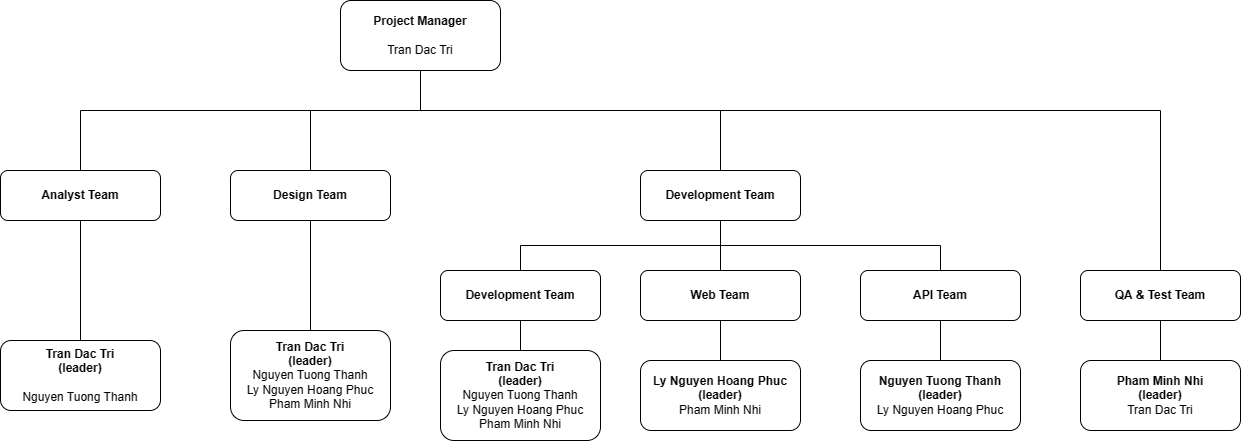 Project Manager
Tran Dac Tri
Analyst Team
Design Team
Development Team
Development Team
Web Team
API Team
QA & Test Team
Tran Dac Tri
(leader)
Nguyen Tuong Thanh
Tran Dac Tri
(leader)
Nguyen Tuong Thanh
Ly Nguyen Hoang Phuc
Pham Minh Nhi
Tran Dac Tri
(leader)
Nguyen Tuong Thanh
Ly Nguyen Hoang Phuc
Pham Minh Nhi
Ly Nguyen Hoang Phuc
(leader)
Pham Minh Nhi
Nguyen Tuong Thanh
(leader)
Ly Nguyen Hoang Phuc
Pham Minh Nhi
(leader)
Tran Dac Tri